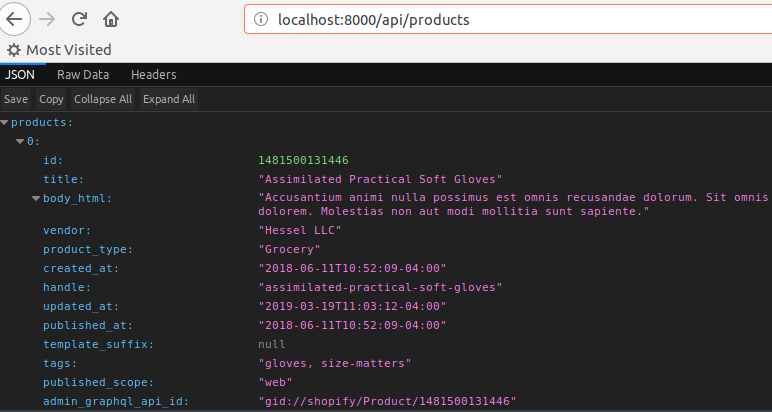 localhost:8000/api/products
Most Visited
JSON Raw Data Headers
Save Copy Collapse All Expand All
products:
0:
id: 1481500131446
title: "Assimilated Practical Soft Gloves"
body_html: "Accusantium animi nulla possimus est omnis recusandae dolorum. Sit omnis
dolorem. Molestias non aut modi mollitia sunt sapiente."
vendor: "Hessel LLC"
product_type: "Grocery"
created_at: "2018-06-11T10:52:09-04:00"
handle: "assimilated-practical-soft-gloves"
updated_at: "2019-03-19T11:03:12-04:00"
published_at: "2018-06-11T10:52:09-04:00"
template_suffix: null
tags: "gloves, size-matters"
published_scope: "web"
admin_graphql_api_id: "gid://shopify/Product/1481500131446"